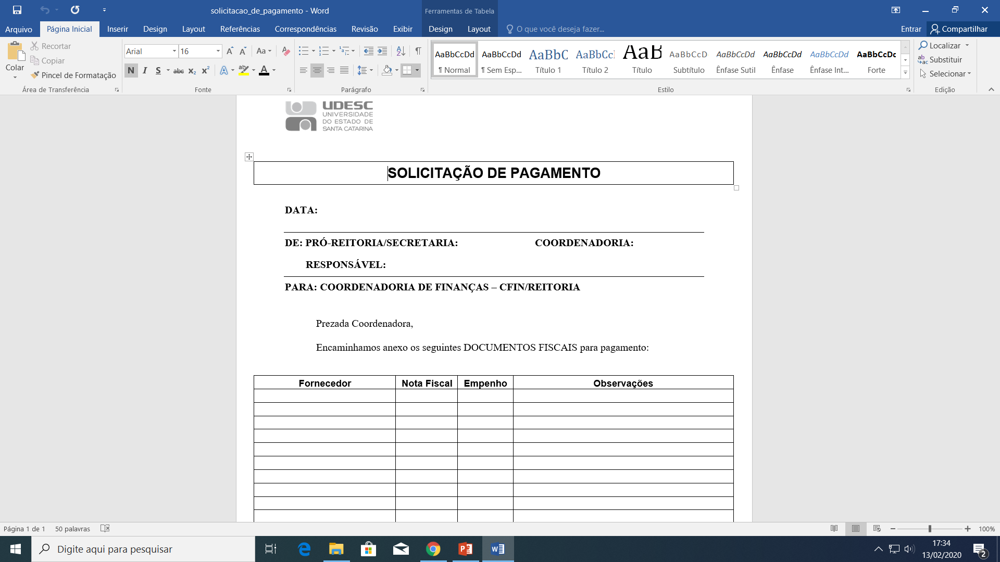 solicitacao_de_pagamento - Word
Ferramentas de Tabela
Arquivo Página Inicial Inserir Design Layout Referências Correspondências Revisão Exibir Design Layout O que você deseja fazer... Entrar Compartilhar
Colar
Recortar
Copiar
Pincel de Formatação
Área de Transferência
Arial 16
Fonte
Parágrafo
AaBbCcDd AaBbCcDd AaBbC AaBbCc AaB AaBbCcD AaBbCcDd AaBbCcDd AaBbCcDd AaBbCcDc
¶ Normal ¶ Sem Esp... Título 1 Título 2 Título Subtítulo Ênfase Sutil Ênfase Ênfase Int... Forte
Estilo
Localizar
Substituir
Selecionar
Edição
UDESC
UNIVERSIDADE
DO ESTADO DE
SANTA CATARINA
SOLICITAÇÃO DE PAGAMENTO
DATA:
DE: PRÓ-REITORIA/SECRETARIA: COORDENADORIA:
RESPONSÁVEL:
PARA: COORDENADORIA DE FINANÇAS – CFIN/REITORIA
Prezada Coordenadora,
Encaminhamos anexo os seguintes DOCUMENTOS FISCAIS para pagamento:
Fornecedor Nota Fiscal Empenho Observações
Página 1 de 1 50 palavras 100%
Digite aqui para pesquisar
17:34
13/02/2020
2